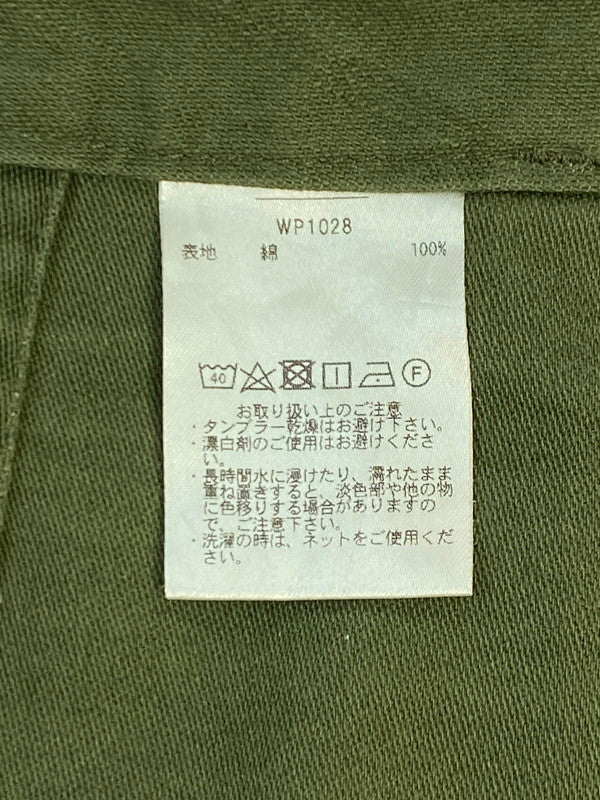 WP1028
表地 綿 100%
40 F
お取り扱い上のご注意
・タンブラー乾燥はお避け下さい。
・漂白剤のご使用はお避けくださ
い。
・長時間水に浸けたり、濡れたまま
重ね置きすると、淡色部や他の物
に色移りする場合がありますの
で、ご注意下さい。
・洗濯の時は、ネットをご使用くだ
さい。